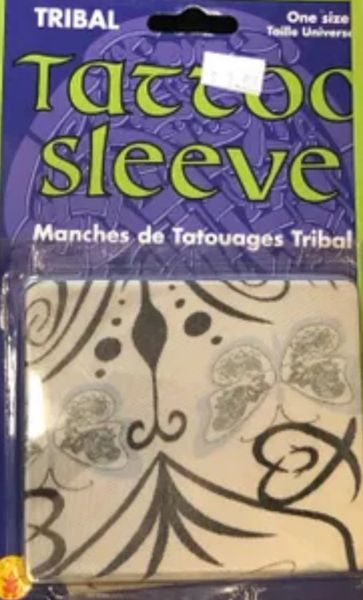 TRIBAL
One size
Taille Universe
Tattoo
sleeve
Manches de Tatouages Tribal